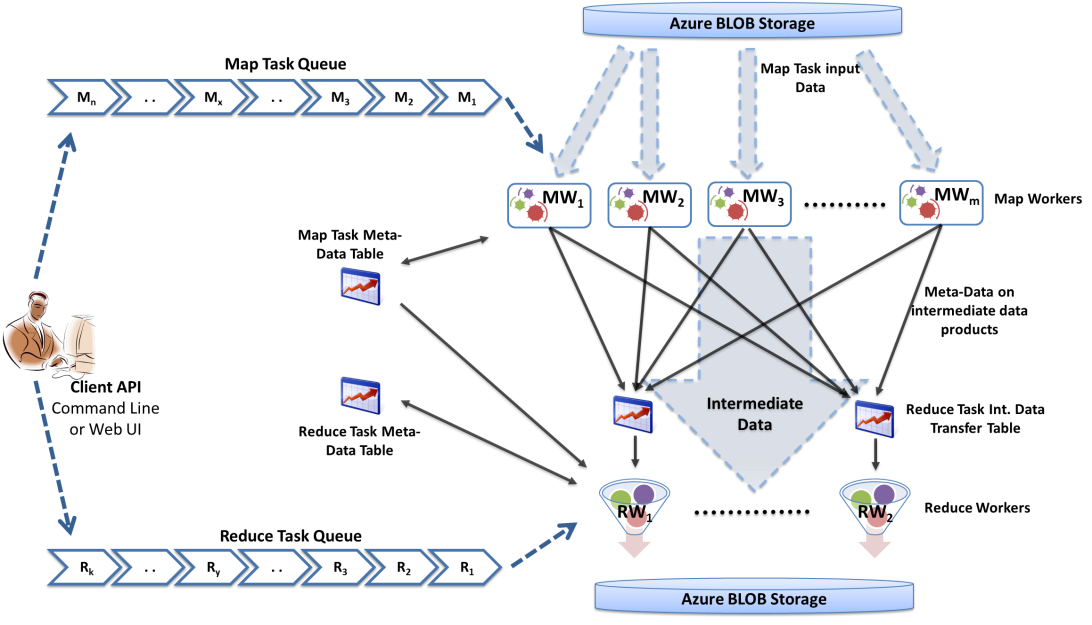 Azure BLOB Storage
Map Task Queue
Map Task input
Data
Mn . . Mx . . M3 M2 M1
MW1 MW2 MW3 MWm
Map Workers
Map Task Meta-
Data Table
Meta-Data on
intermediate data
products
Client API
Command Line
or Web UI
Reduce Task Meta-
Data Table
Intermediate
Data
Reduce Task Int. Data
Transfer Table
RW1 RW2
Reduce Workers
Reduce Task Queue
Rk . . Ry . . R3 R2 R1
Azure BLOB Storage